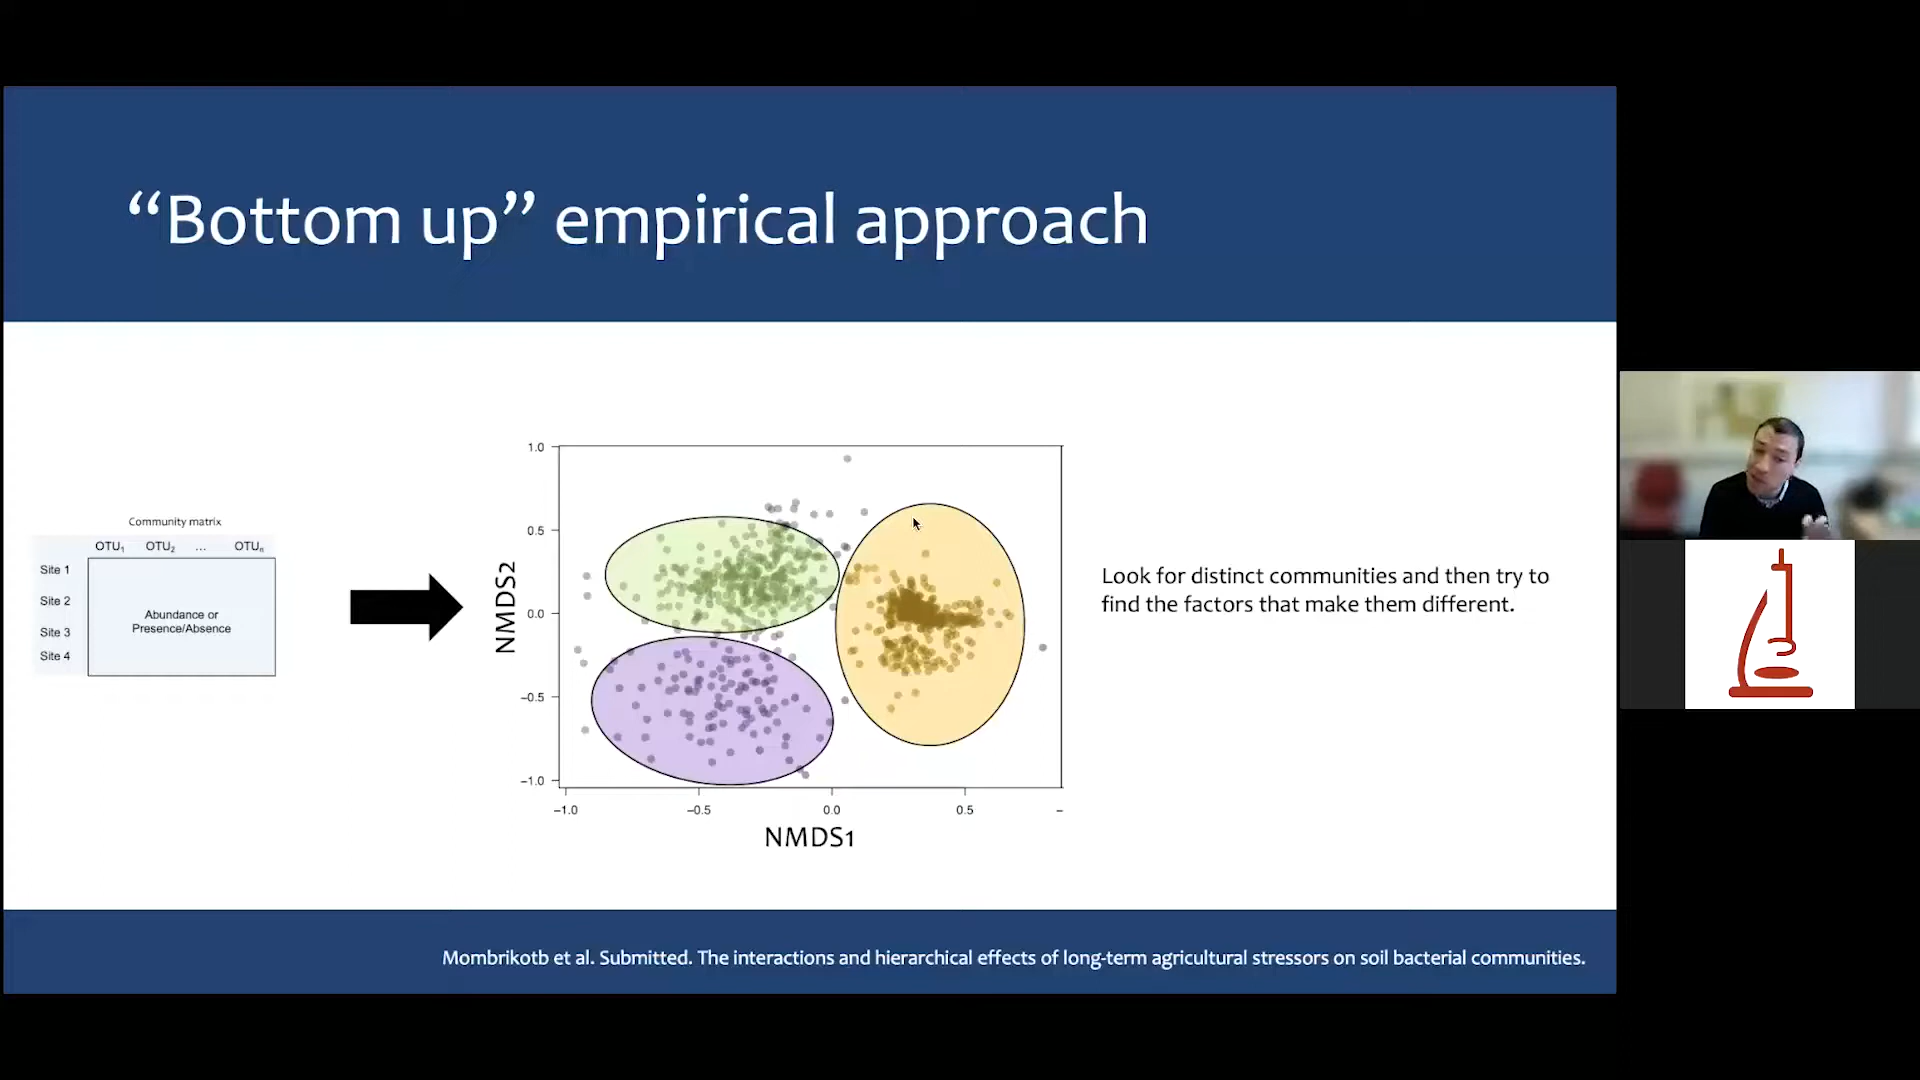 “Bottom up” empirical approach
Community matrix
OTU₁ OTU₂ ... OTUₙ
Site 1
Site 2
Site 3
Site 4
Abundance or
Presence/Absence
NMDS2
1.0
0.5
0.0
−0.5
−1.0
−1.0 −0.5 0.0 0.5 −
NMDS1
Look for distinct communities and then try to
find the factors that make them different.
Mombrikotb et al. Submitted. The interactions and hierarchical effects of long-term agricultural stressors on soil bacterial communities.